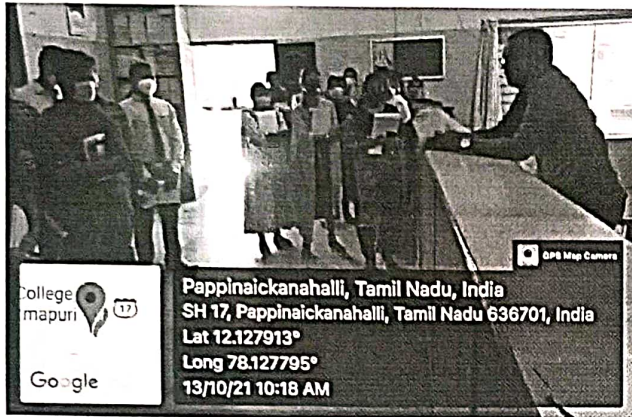 GPS Map Camera
Pappinaickanahalli, Tamil Nadu, India
SH 17, Pappinaickanahalli, Tamil Nadu 636701, India
Lat 12.127913°
Long 78.127795°
13/10/21 10:18 AM
College
mapuri
17
Google